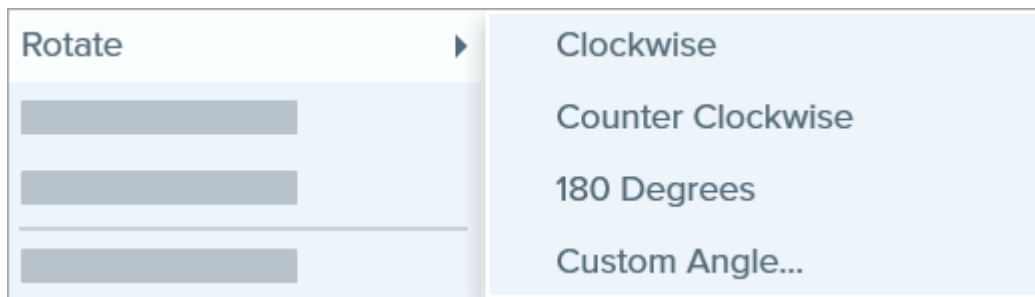 Rotate
Clockwise
Counter Clockwise
180 Degrees
Custom Angle...